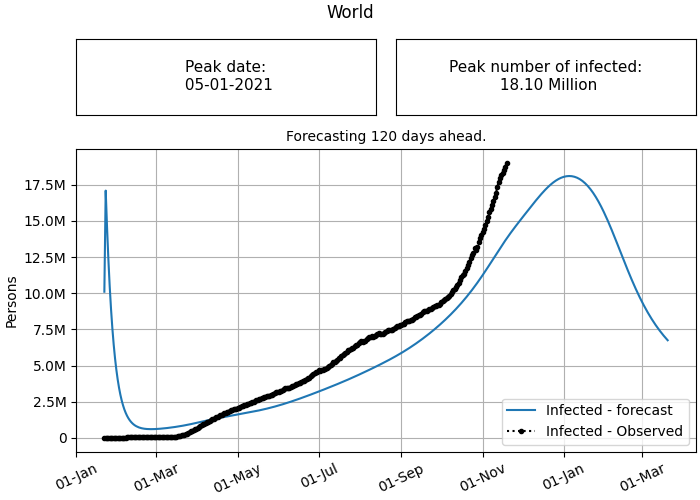 World
Peak date:
05-01-2021
Peak number of infected:
18.10 Million
Forecasting 120 days ahead.
Persons
17.5M
15.0M
12.5M
10.0M
7.5M
5.0M
2.5M
0
01-Jan
01-Mar
01-May
01-Jul
01-Sep
01-Nov
01-Jan
01-Mar
Infected - forecast
Infected - Observed